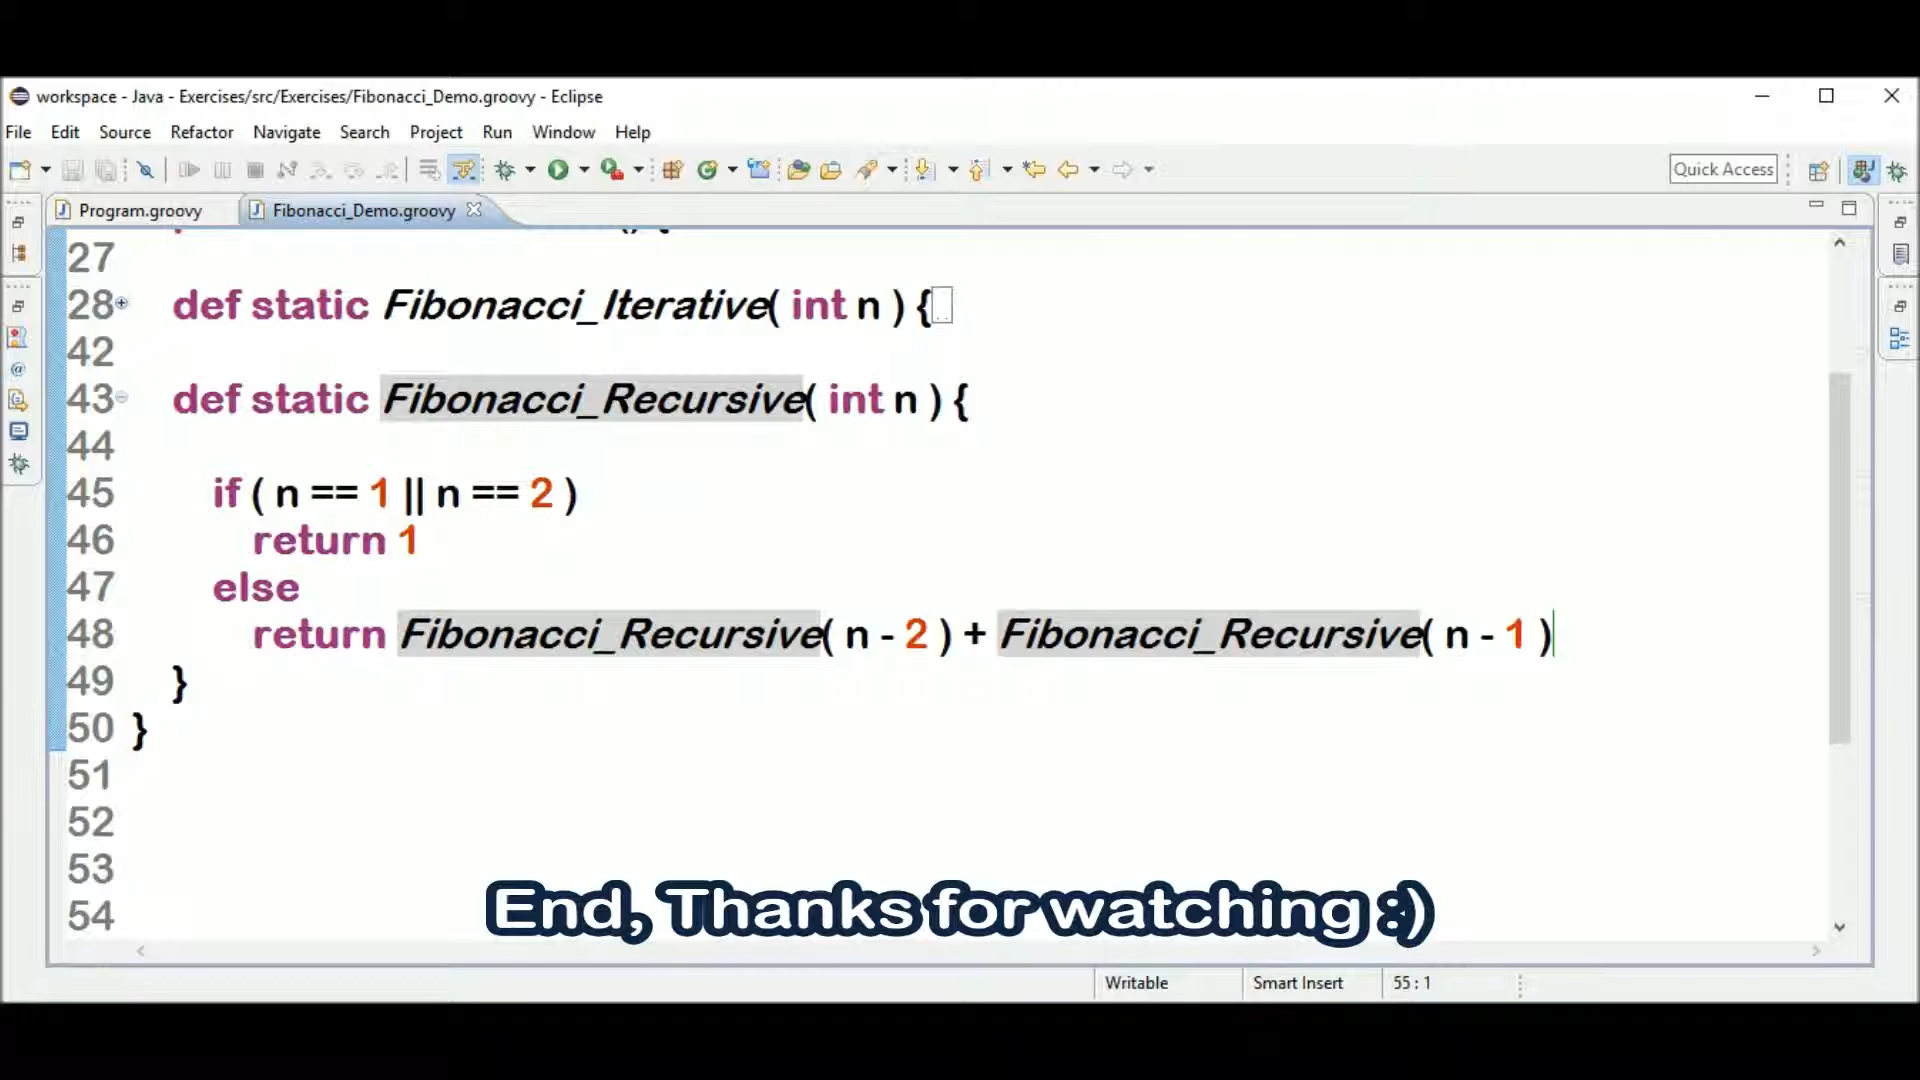 workspace - Java - Exercises/src/Exercises/Fibonacci_Demo.groovy - Eclipse
File Edit Source Refactor Navigate Search Project Run Window Help
Quick Access
Program.groovy Fibonacci_Demo.groovy
27
28 def static Fibonacci_Iterative( int n ) {
42
43 def static Fibonacci_Recursive( int n ) {
44
45 if ( n == 1 || n == 2 )
46 return 1
47 else
48 return Fibonacci_Recursive( n - 2 ) + Fibonacci_Recursive( n - 1 )
49 }
50 }
51
52
53
54
End, Thanks for watching :)
Writable Smart Insert 55 : 1